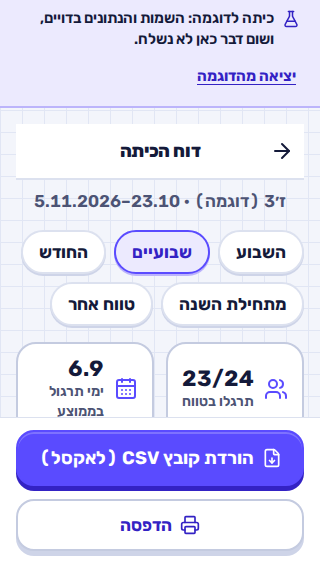 כיתה לדוגמה: השמות והנתונים בדויים,
ושום דבר כאן לא נשלח.
יציאה מהדוגמה
דוח הכיתה
ז׳3 (דוגמה) • 23.10–5.11.2026
השבוע
שבועיים
החודש
מתחילת השנה
טווח אחר
23/24
תרגלו בטווח
6.9
ימי תרגול
בממוצע
הורדת קובץ CSV (לאקסל)
הדפסה